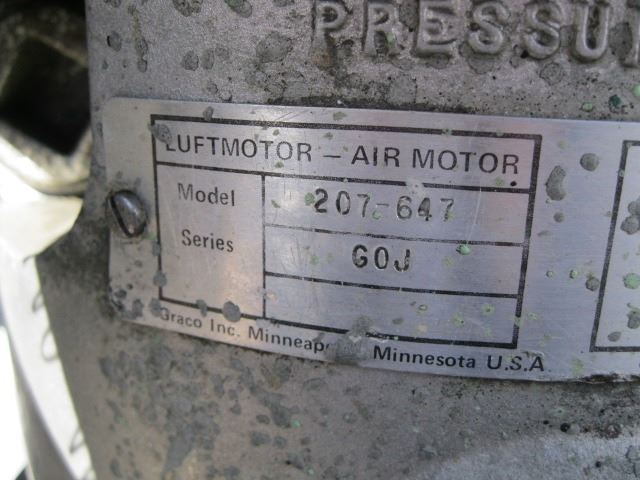 PRESSU
LUFTMOTOR - AIR MOTOR
Model 207-647
Series G0J
Graco Inc. Minneap Minnesota U.S.A